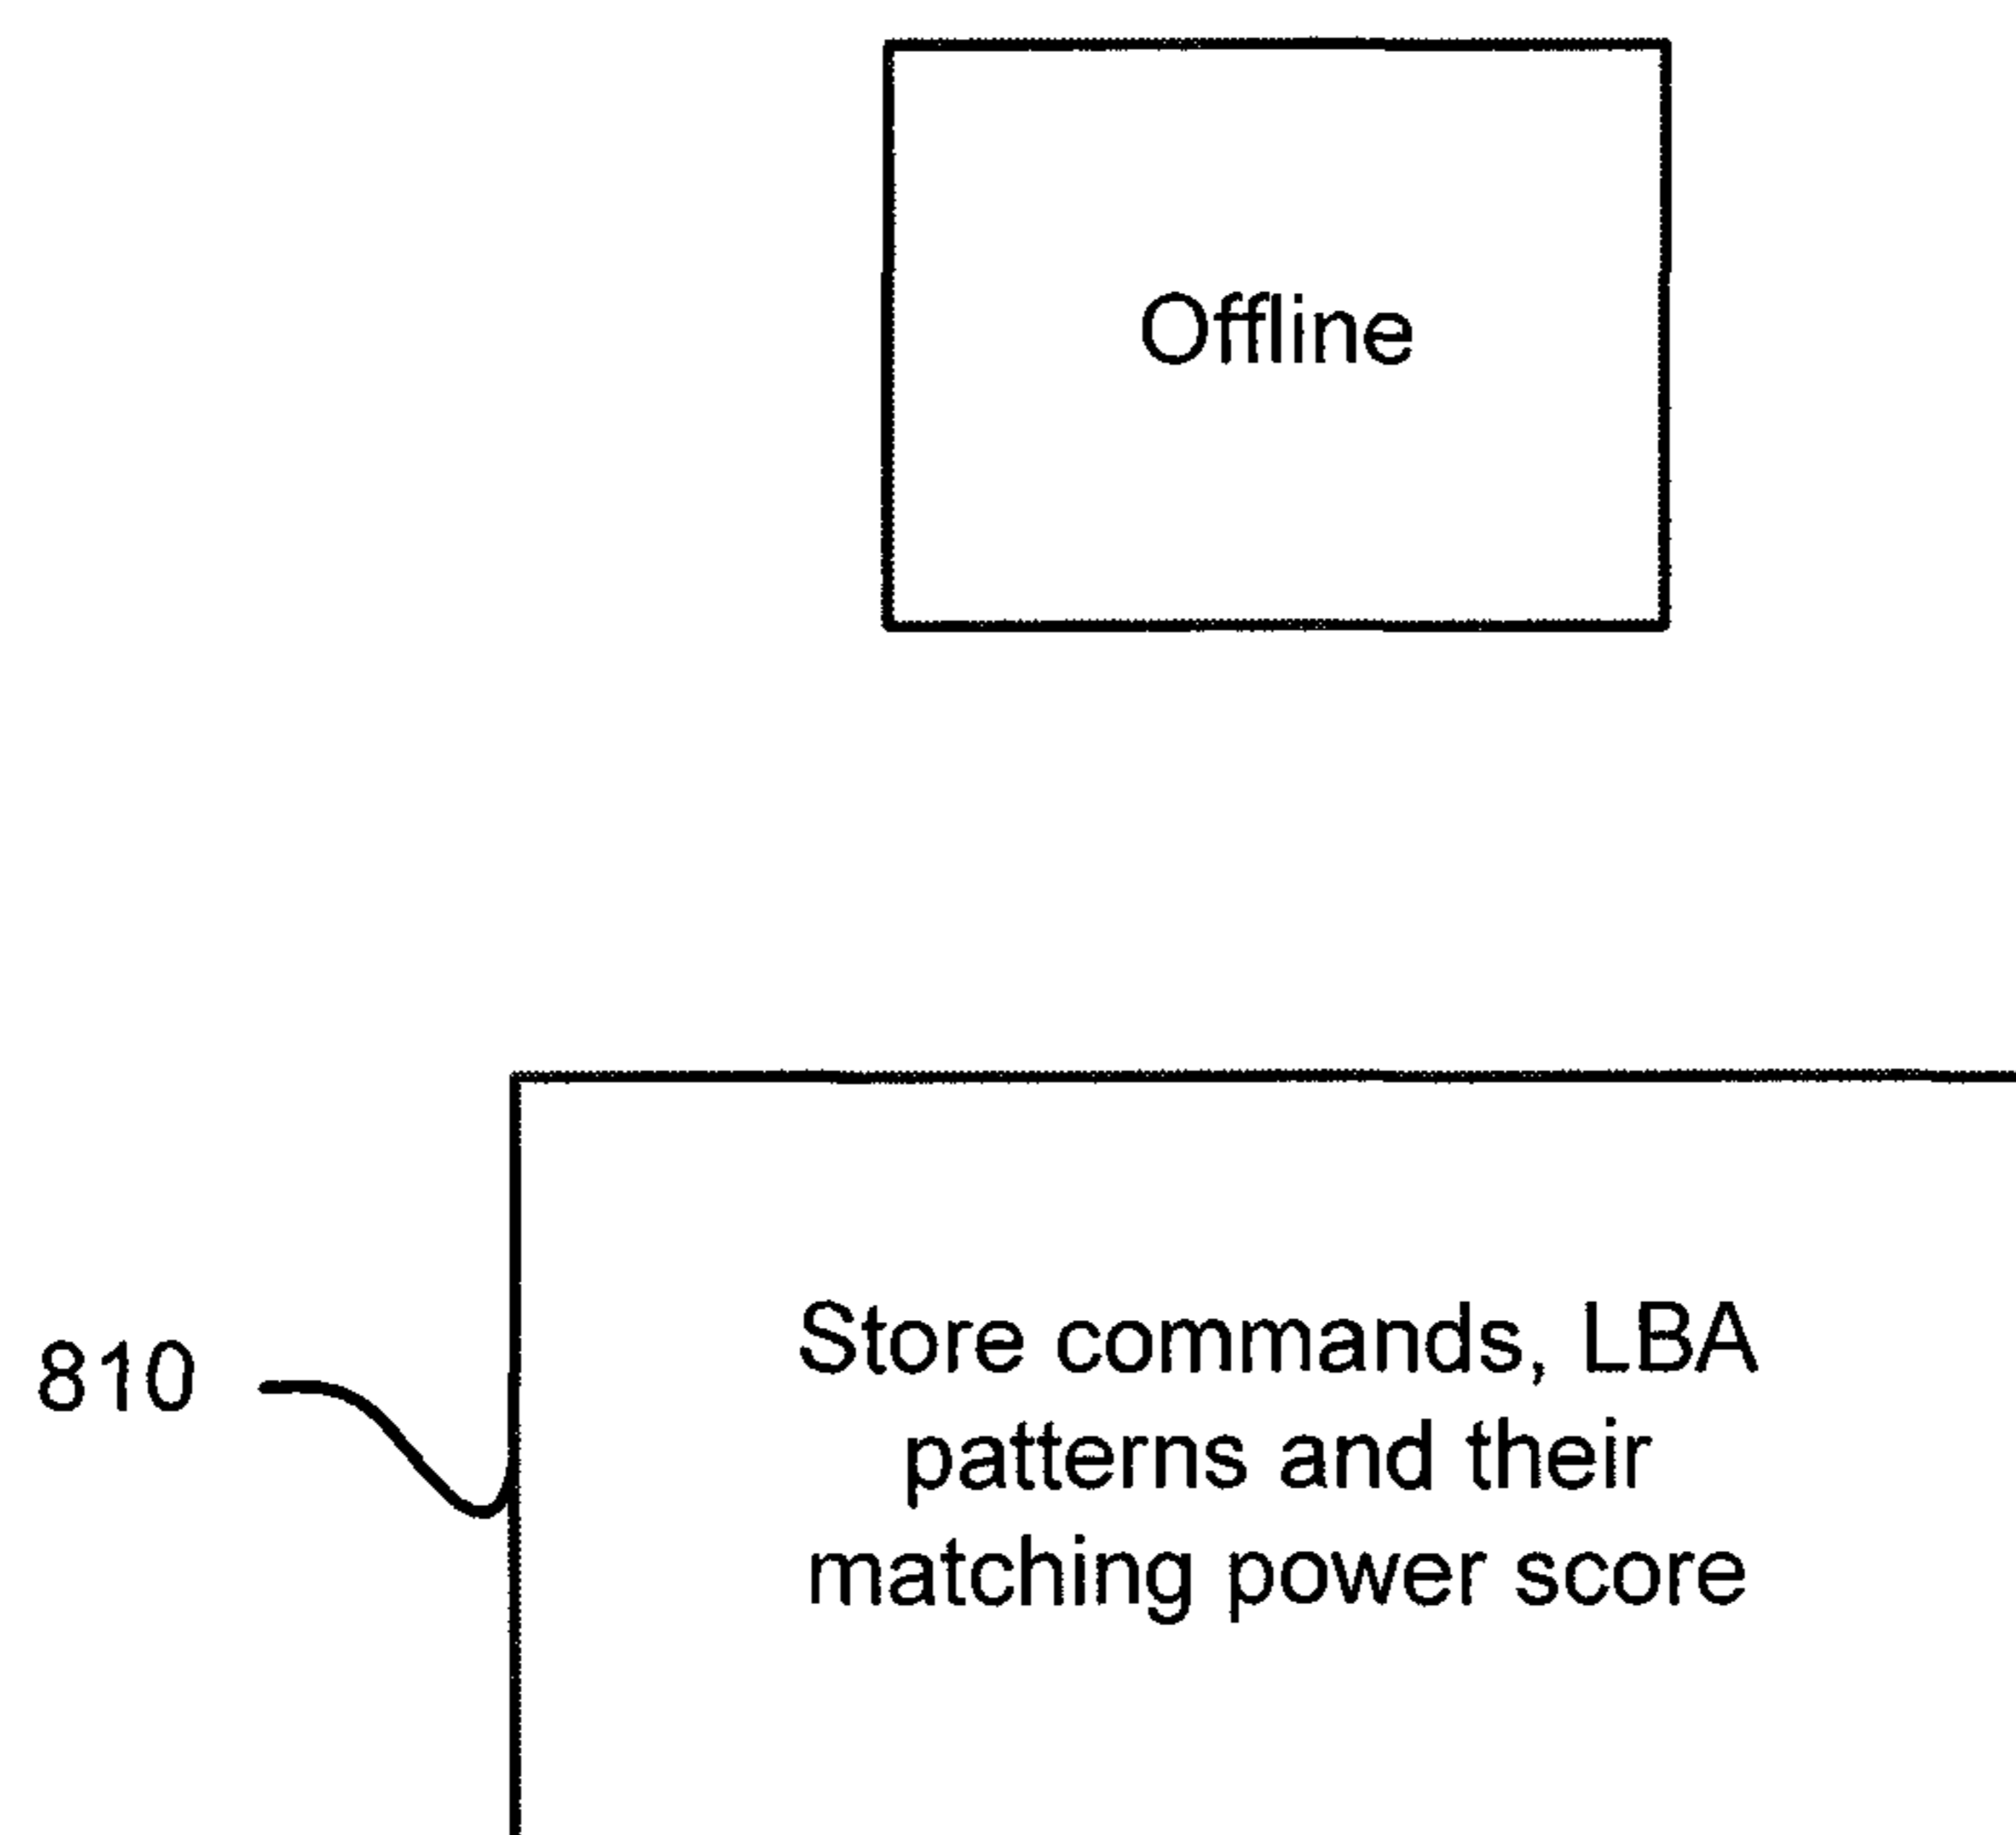 Offline
810
Store commands, LBA
patterns and their
matching power score